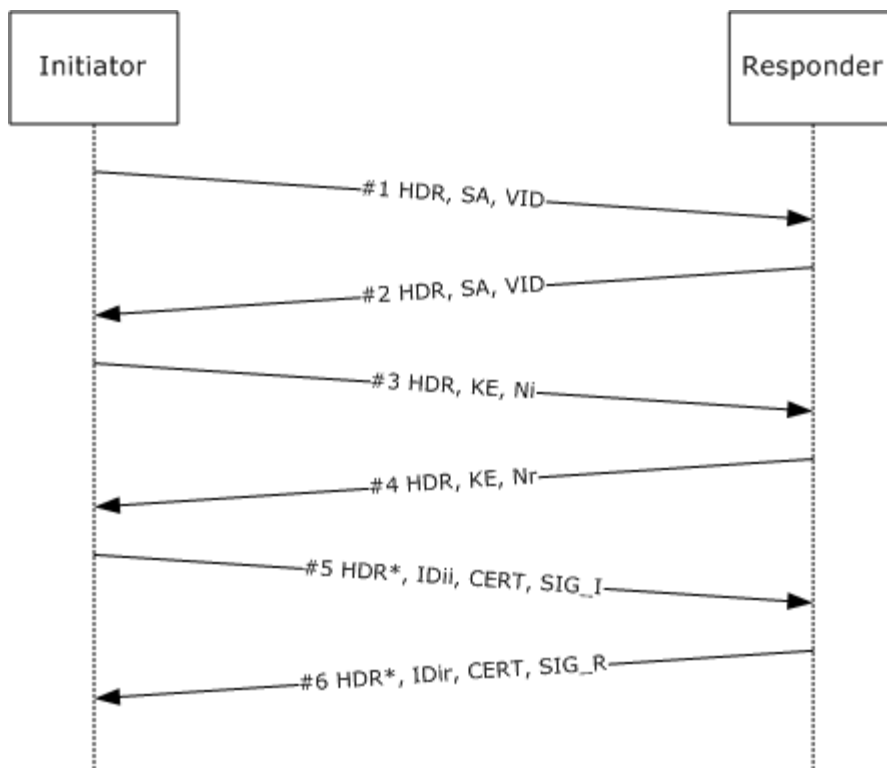 Initiator
Responder
#1 HDR, SA, VID
#2 HDR, SA, VID
#3 HDR, KE, Ni
#4 HDR, KE, Nr
#5 HDR*, IDii, CERT, SIG_I
#6 HDR*, IDir, CERT, SIG_R